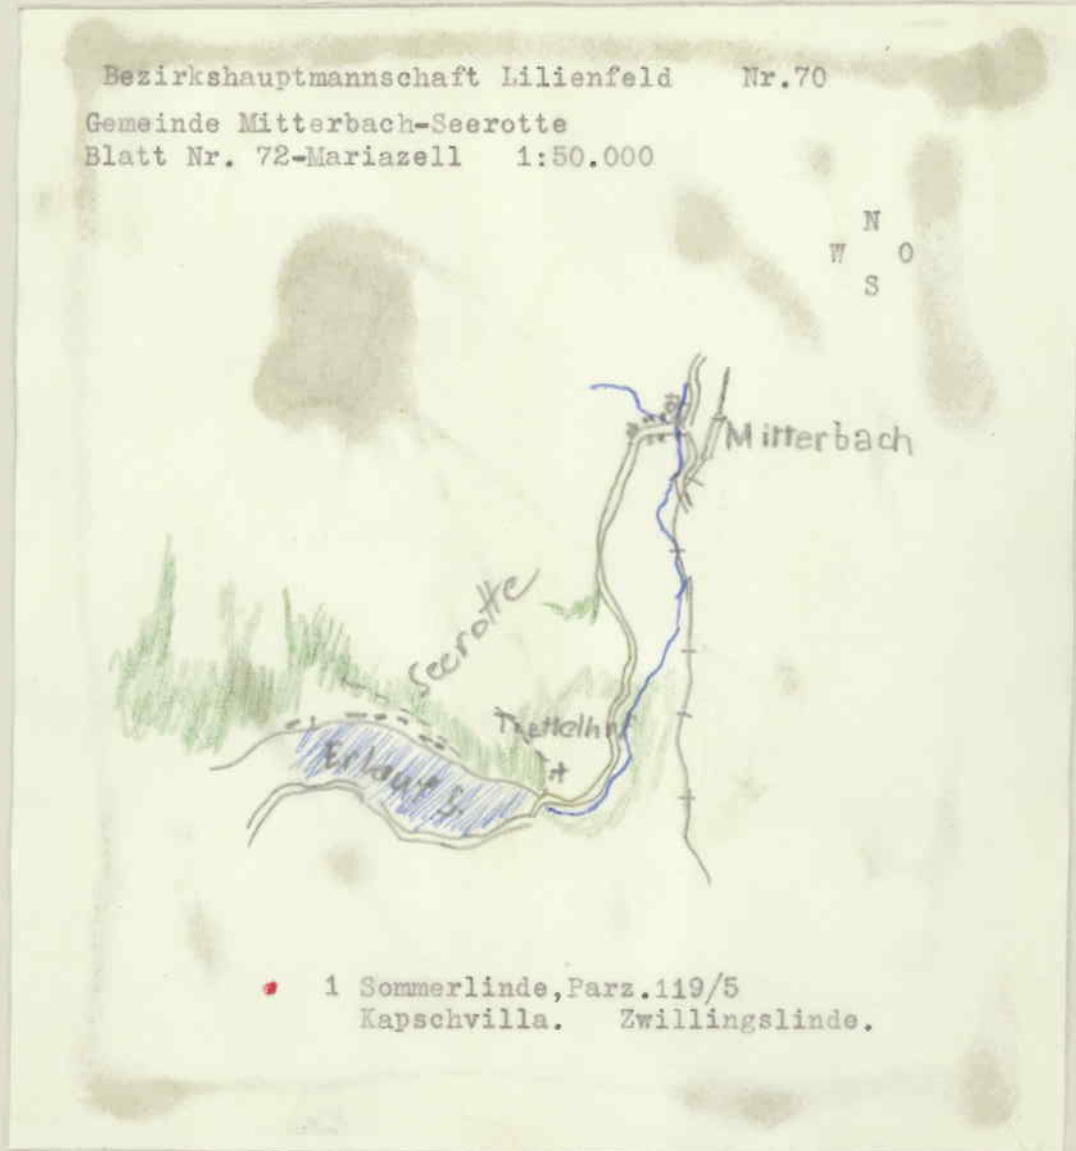 Bezirkshauptmannschaft Lilienfeld Nr.70
Gemeinde Mitterbach-Seerotte
Blatt Nr. 72-Mariazell 1:50.000
N
W O
S
Mitterbach
Seerotte
Erlauf S.
1 Sommerlinde,Parz.119/5
Kapschvilla. Zwillingslinde.